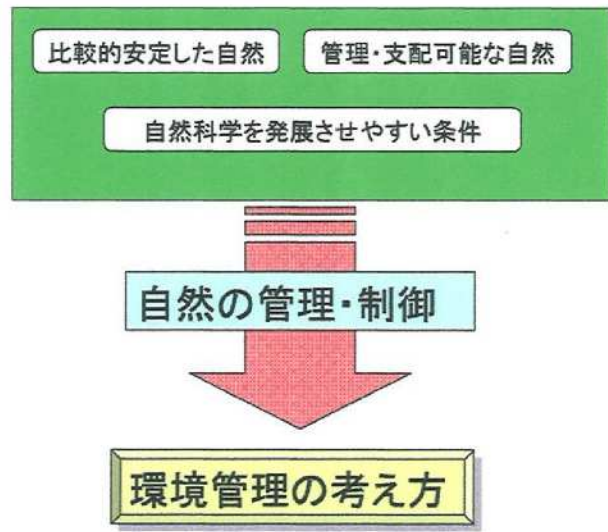 比較的安定した自然
管理・支配可能な自然
自然科学を発展させやすい条件
自然の管理・制御
環境管理の考え方